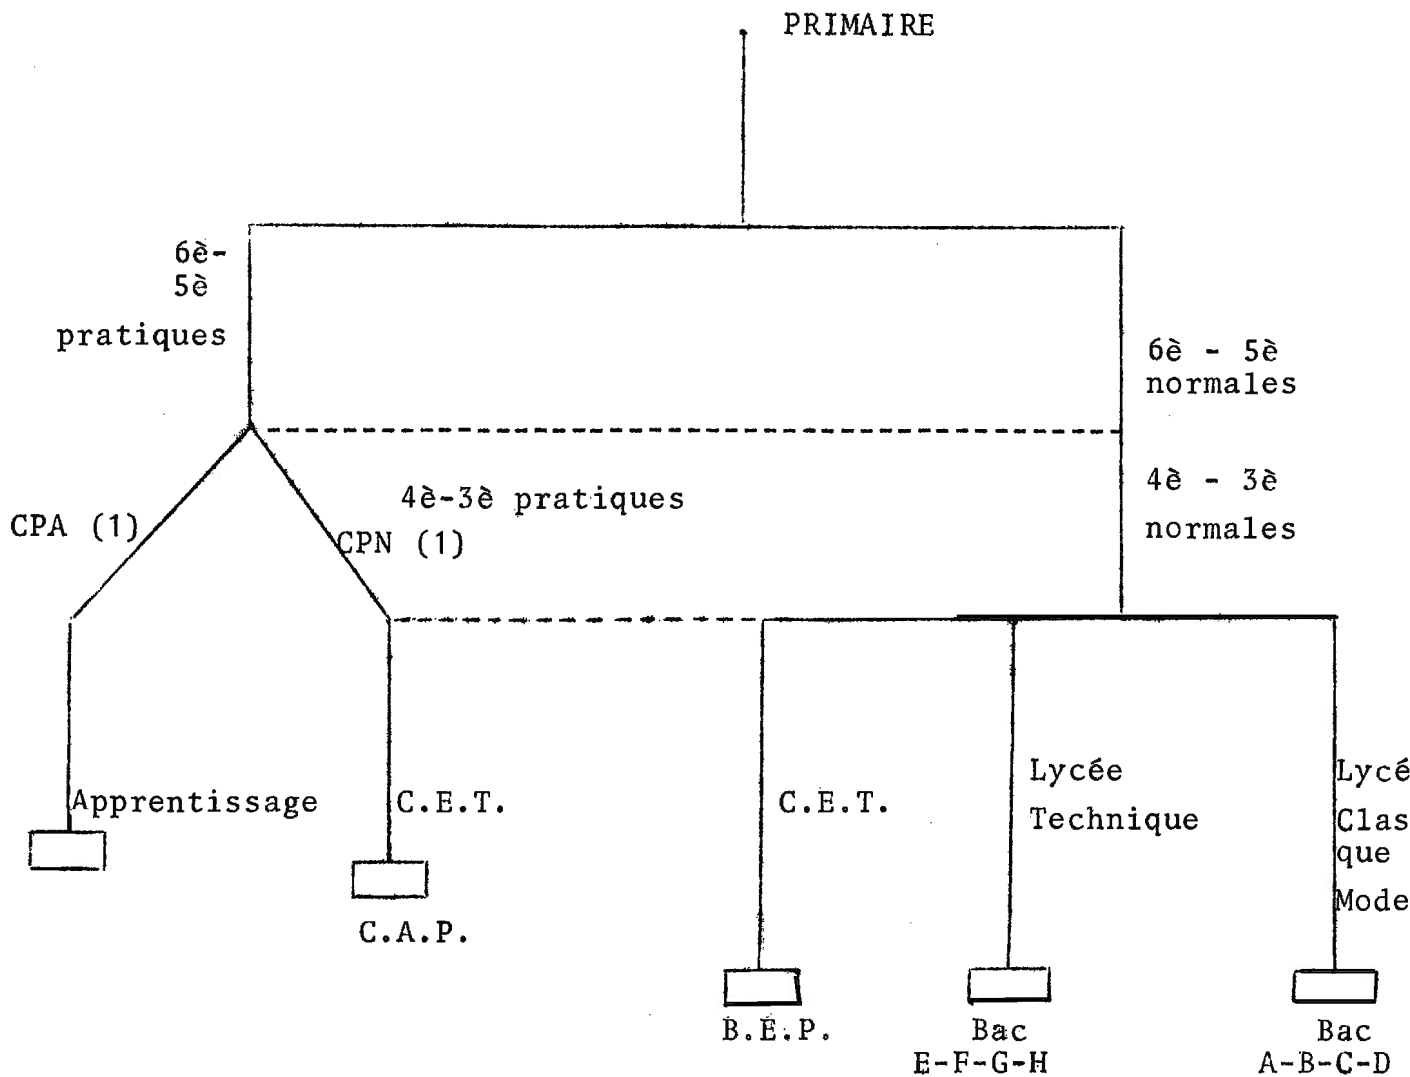 PRIMAIRE
6è-
5è
pratiques
6è - 5è
normales
4è-3è pratiques
CPA (1)
CPN (1)
4è - 3è
normales
Apprentissage
C.E.T.
C.A.P.
C.E.T.
B.E.P.
Lycée
Technique
Bac
E-F-G-H
Lycé
Clas
que
Mode
Bac
A-B-C-D